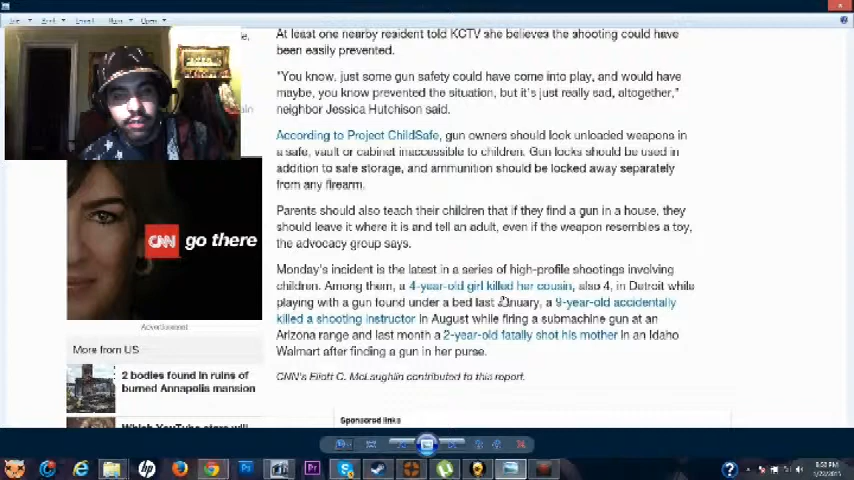 Print
Open
At least one nearby resident told KCTV she believes the shooting could have
been easily prevented.
"You know, just some gun safety could have come into play, and would have
maybe, you know prevented the situation, but it's just really sad, altogether,"
neighbor Jessica Hutchison said.
According to Project ChildSafe, gun owners should lock unloaded weapons in
a safe, vault or cabinet inaccessible to children. Gun locks should be used in
addition to safe storage, and ammunition should be locked away separately
from any firearm.
Parents should also teach their children that if they find a gun in a house, they
should leave it where it is and tell an adult, even if the weapon resembles a toy,
the advocacy group says.
Monday's incident is the latest in a series of high-profile shootings involving
children. Among them, a 4-year-old girl killed her cousin, also 4, in Detroit while
playing with a gun found under a bed last January, a 9-year-old accidentally
killed a shooting instructor in August while firing a submachine gun at an
Arizona range and last month a 2-year-old fatally shot his mother in an Idaho
Walmart after finding a gun in her purse.
CNN's Eliott C. McLaughlin contributed to this report.
Sponsored links
CNN go there
Advertisement
More from US
2 bodies found in ruins of
burned Annapolis mansion
Which YouTube stars will
hp
Ps
Pr